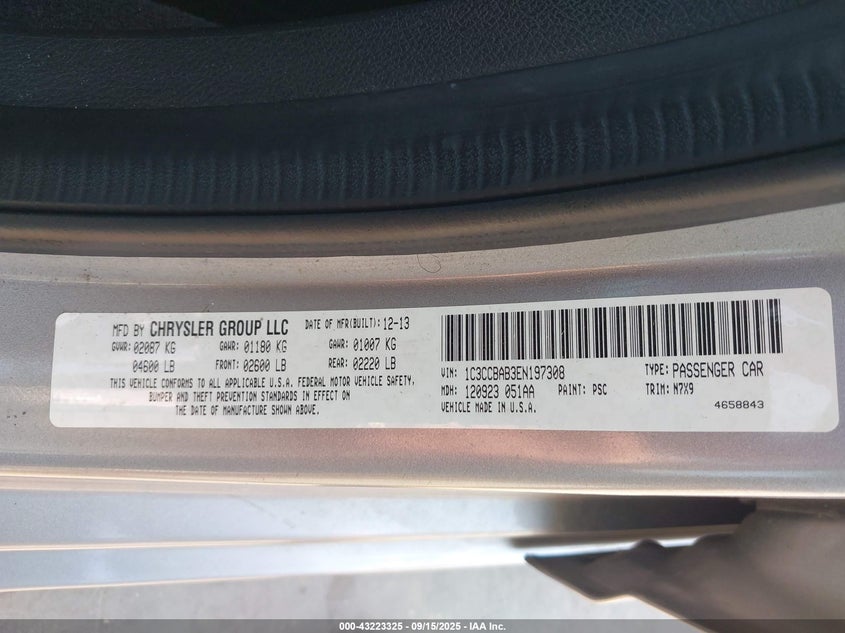 MFD BY CHRYSLER GROUP LLC DATE OF MFR(BUILT): 12-13
GVWR: 02087 KG GAWR: 01180 KG GAWR: 01007 KG
04600 LB FRONT: 02600 LB REAR: 02220 LB
THIS VEHICLE CONFORMS TO ALL APPLICABLE U.S.A. FEDERAL MOTOR VEHICLE SAFETY,
BUMPER AND THEFT PREVENTION STANDARDS IN EFFECT ON
THE DATE OF MANUFACTURE SHOWN ABOVE.
VIN: 1C3CCBAB3EN197308 TYPE: PASSENGER CAR
MDH: 120923 051AA PAINT: PSC TRIM: N7X9
VEHICLE MADE IN U.S.A. 4658843
000-43223325 - 09/15/2025 - IAA Inc.